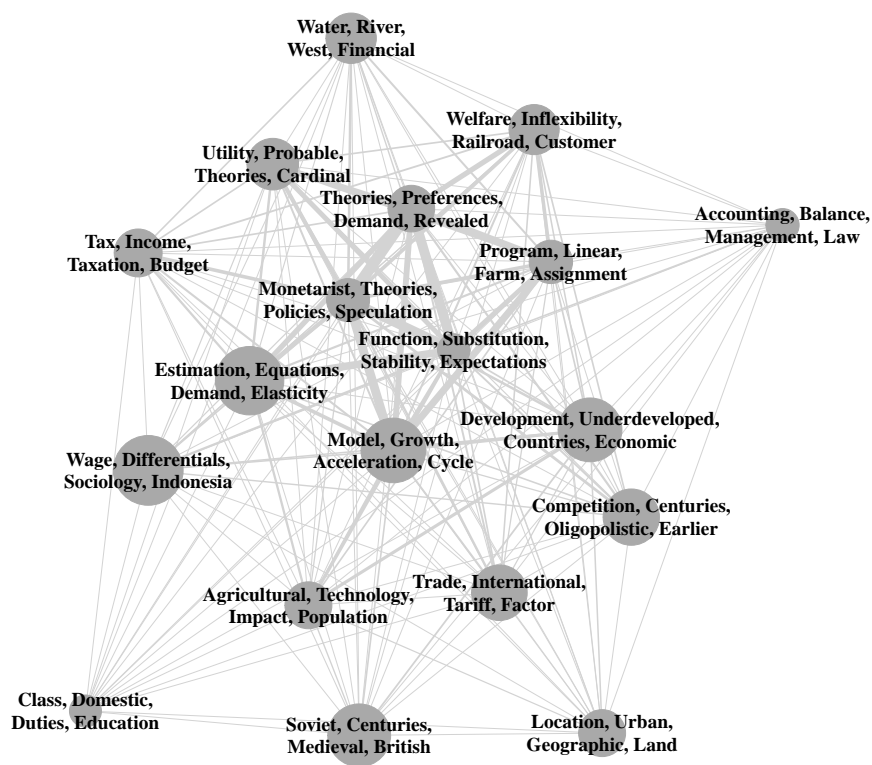 Water, River,
West, Financial
Welfare, Inflexibility,
Railroad, Customer
Utility, Probable,
Theories, Cardinal
Theories, Preferences,
Demand, Revealed
Accounting, Balance,
Management, Law
Tax, Income,
Taxation, Budget
Program, Linear,
Farm, Assignment
Monetarist, Theories,
Policies, Speculation
Function, Substitution,
Stability, Expectations
Estimation, Equations,
Demand, Elasticity
Development, Underdeveloped,
Countries, Economic
Model, Growth,
Acceleration, Cycle
Wage, Differentials,
Sociology, Indonesia
Competition, Centuries,
Oligopolistic, Earlier
Agricultural, Technology,
Impact, Population
Trade, International,
Tariff, Factor
Class, Domestic,
Duties, Education
Soviet, Centuries,
Medieval, British
Location, Urban,
Geographic, Land